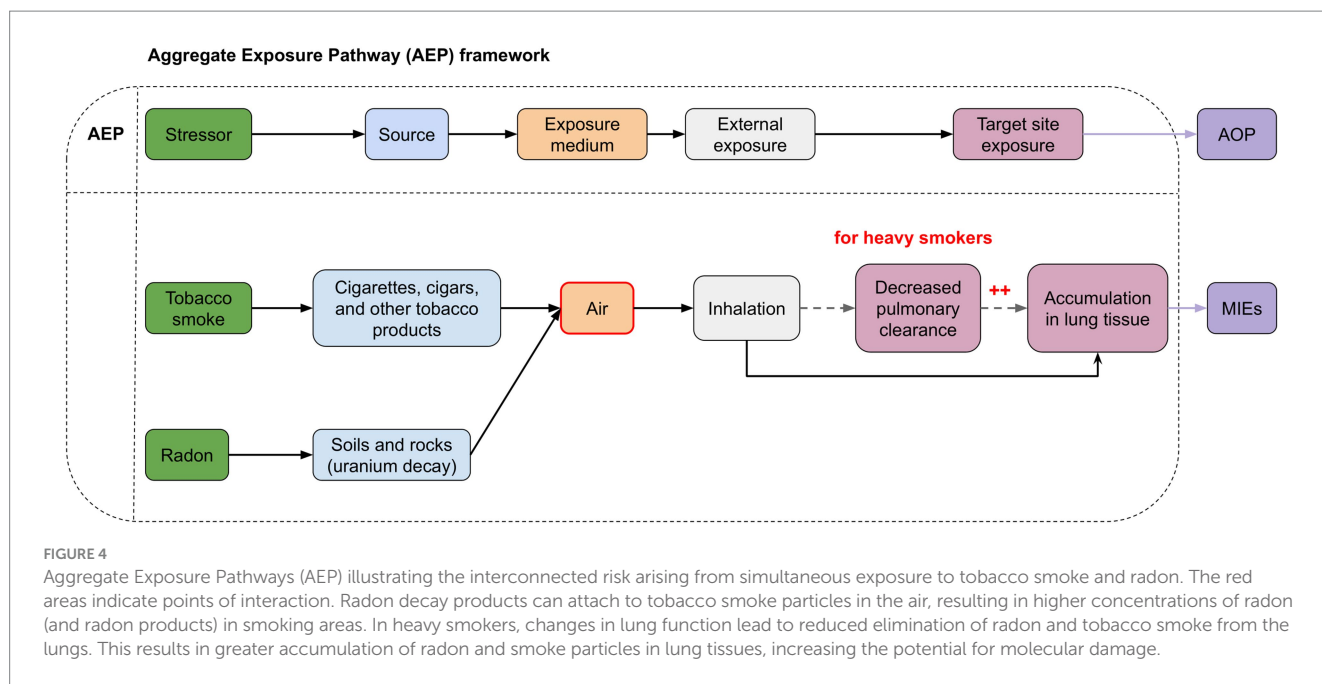 Aggregate Exposure Pathway (AEP) framework
AEP
Stressor
Source
Exposure
medium
External
exposure
Target site
exposure
AOP
for heavy smokers
Tobacco
smoke
Cigarettes, cigars,
and other tobacco
products
Air
Inhalation
Decreased
pulmonary
clearance
++
Accumulation
in lung tissue
MIEs
Radon
Soils and rocks
(uranium decay)
FIGURE 4
Aggregate Exposure Pathways (AEP) illustrating the interconnected risk arising from simultaneous exposure to tobacco smoke and radon. The red
areas indicate points of interaction. Radon decay products can attach to tobacco smoke particles in the air, resulting in higher concentrations of radon
(and radon products) in smoking areas. In heavy smokers, changes in lung function lead to reduced elimination of radon and tobacco smoke from the
lungs. This results in greater accumulation of radon and smoke particles in lung tissues, increasing the potential for molecular damage.